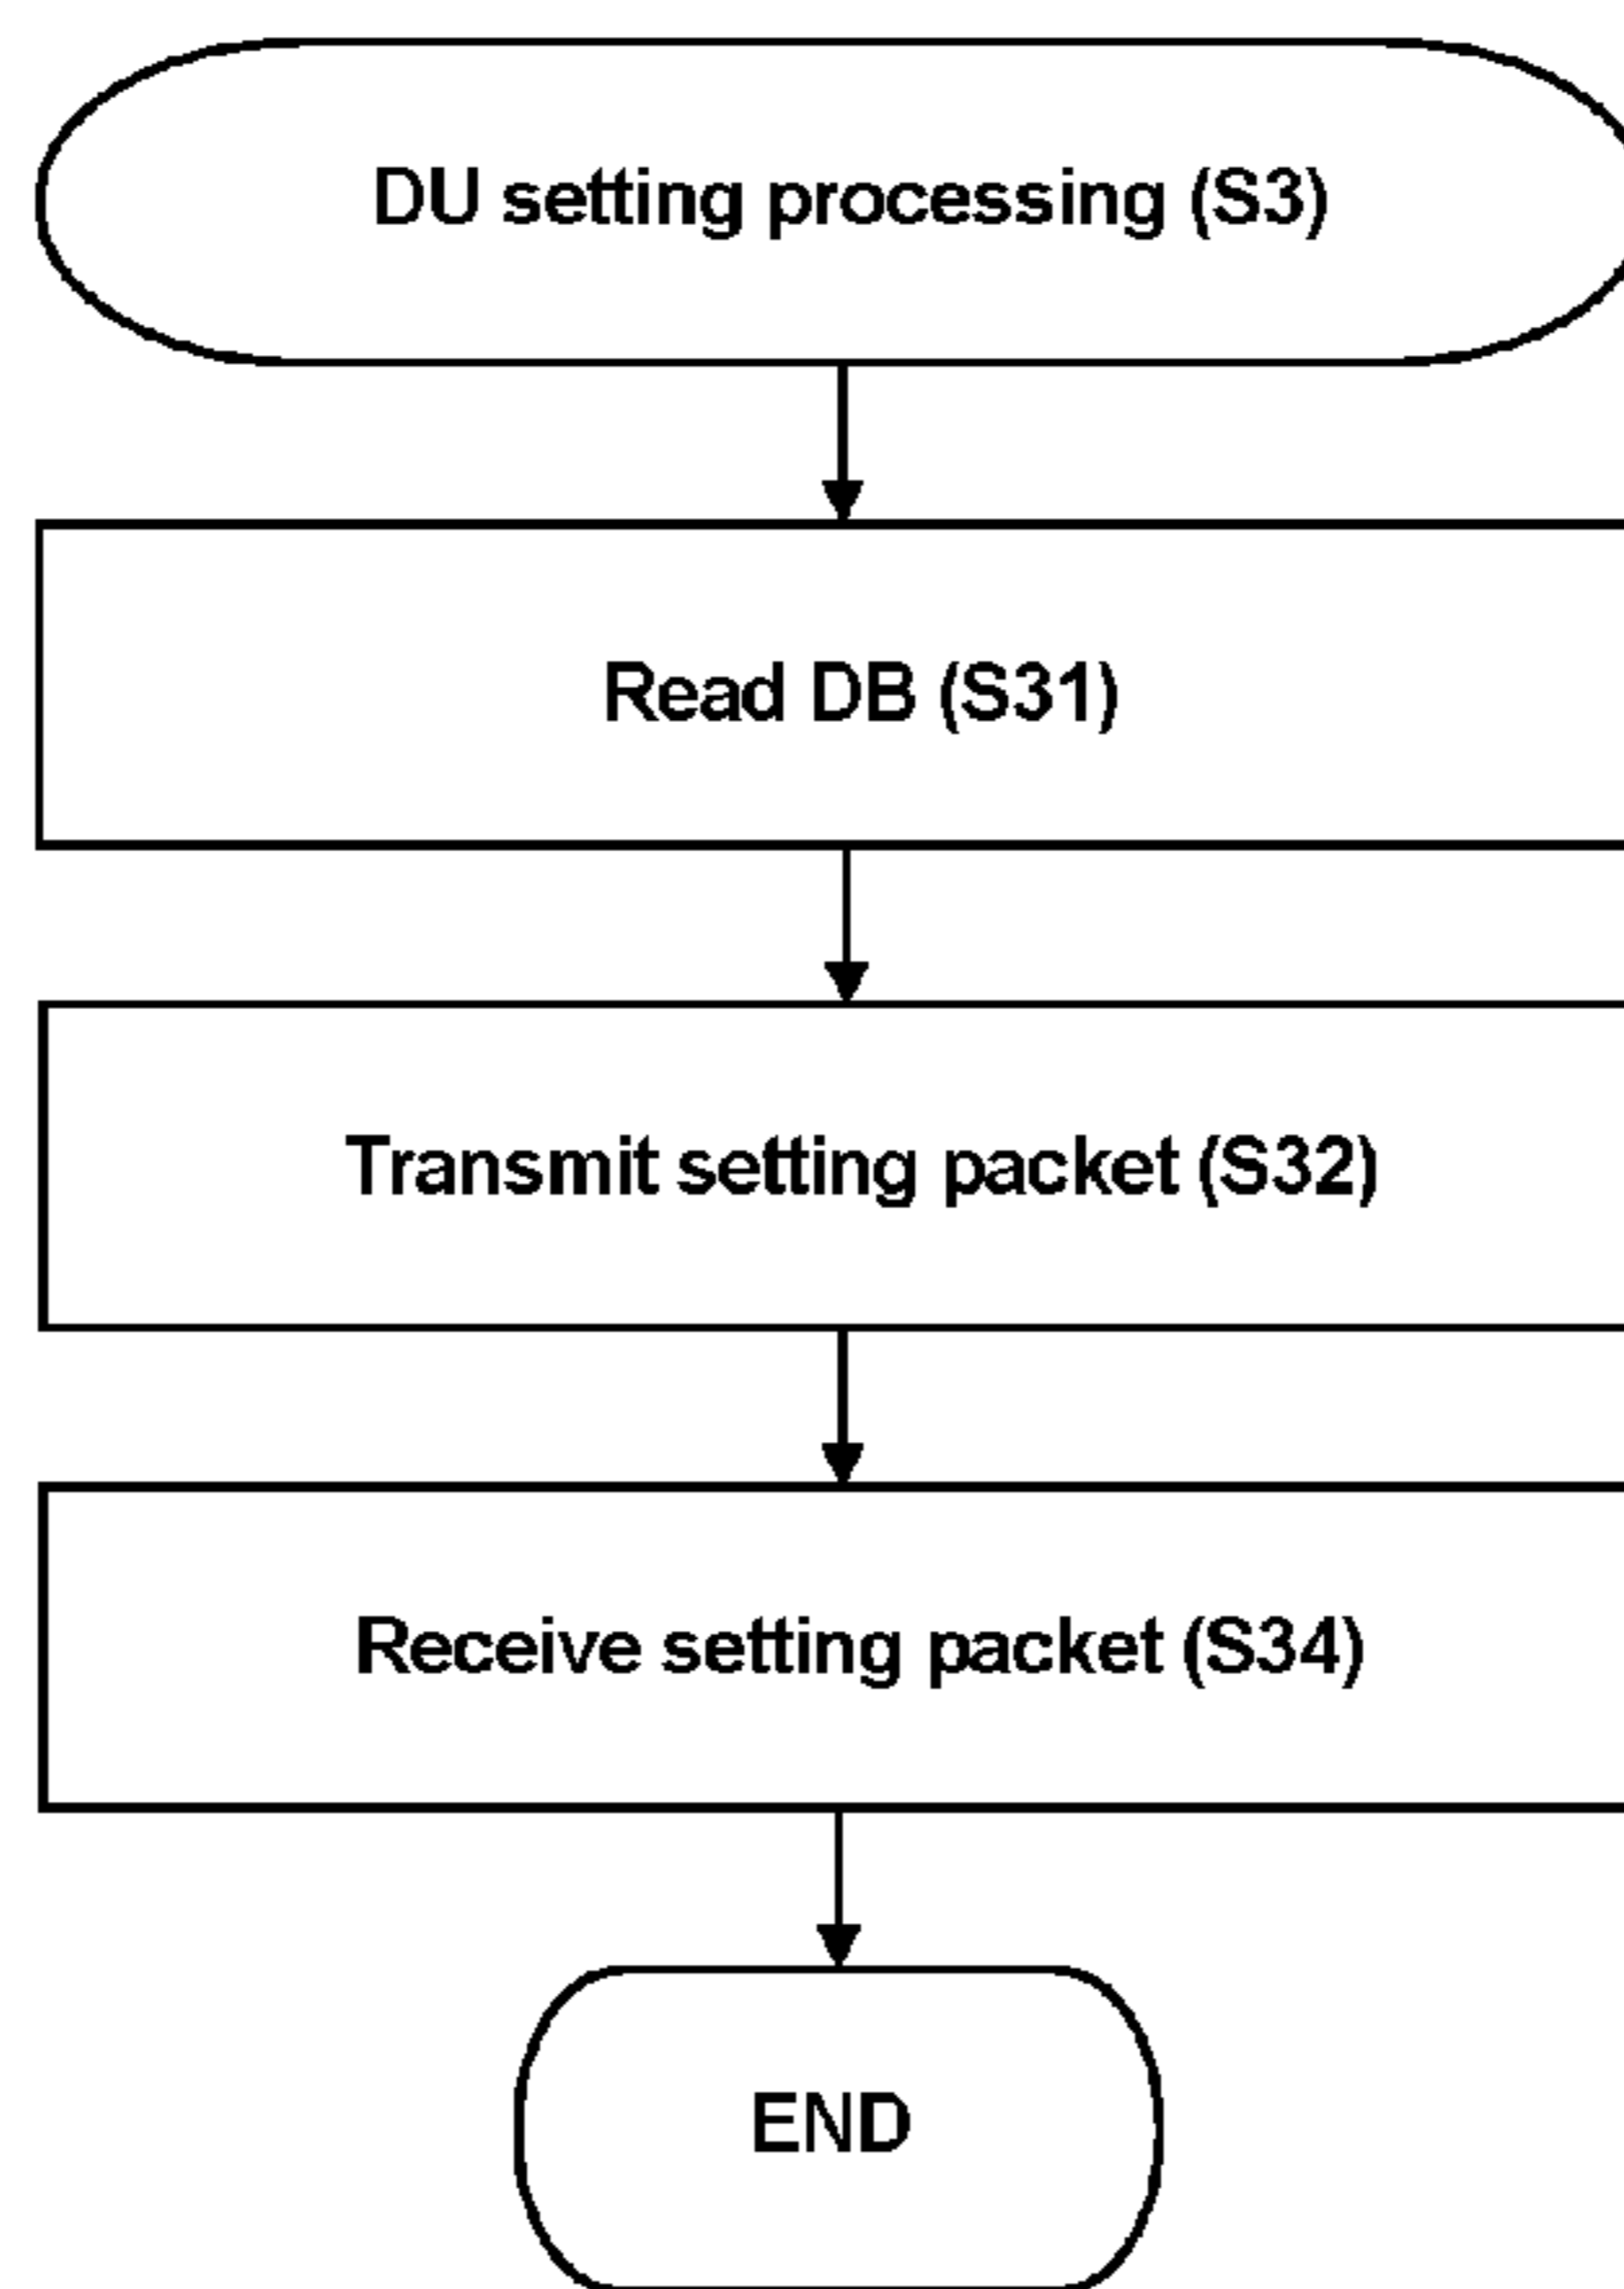 DU setting processing (S3)
Read DB (S31)
Transmit setting packet (S32)
Receive setting packet (S34)
END